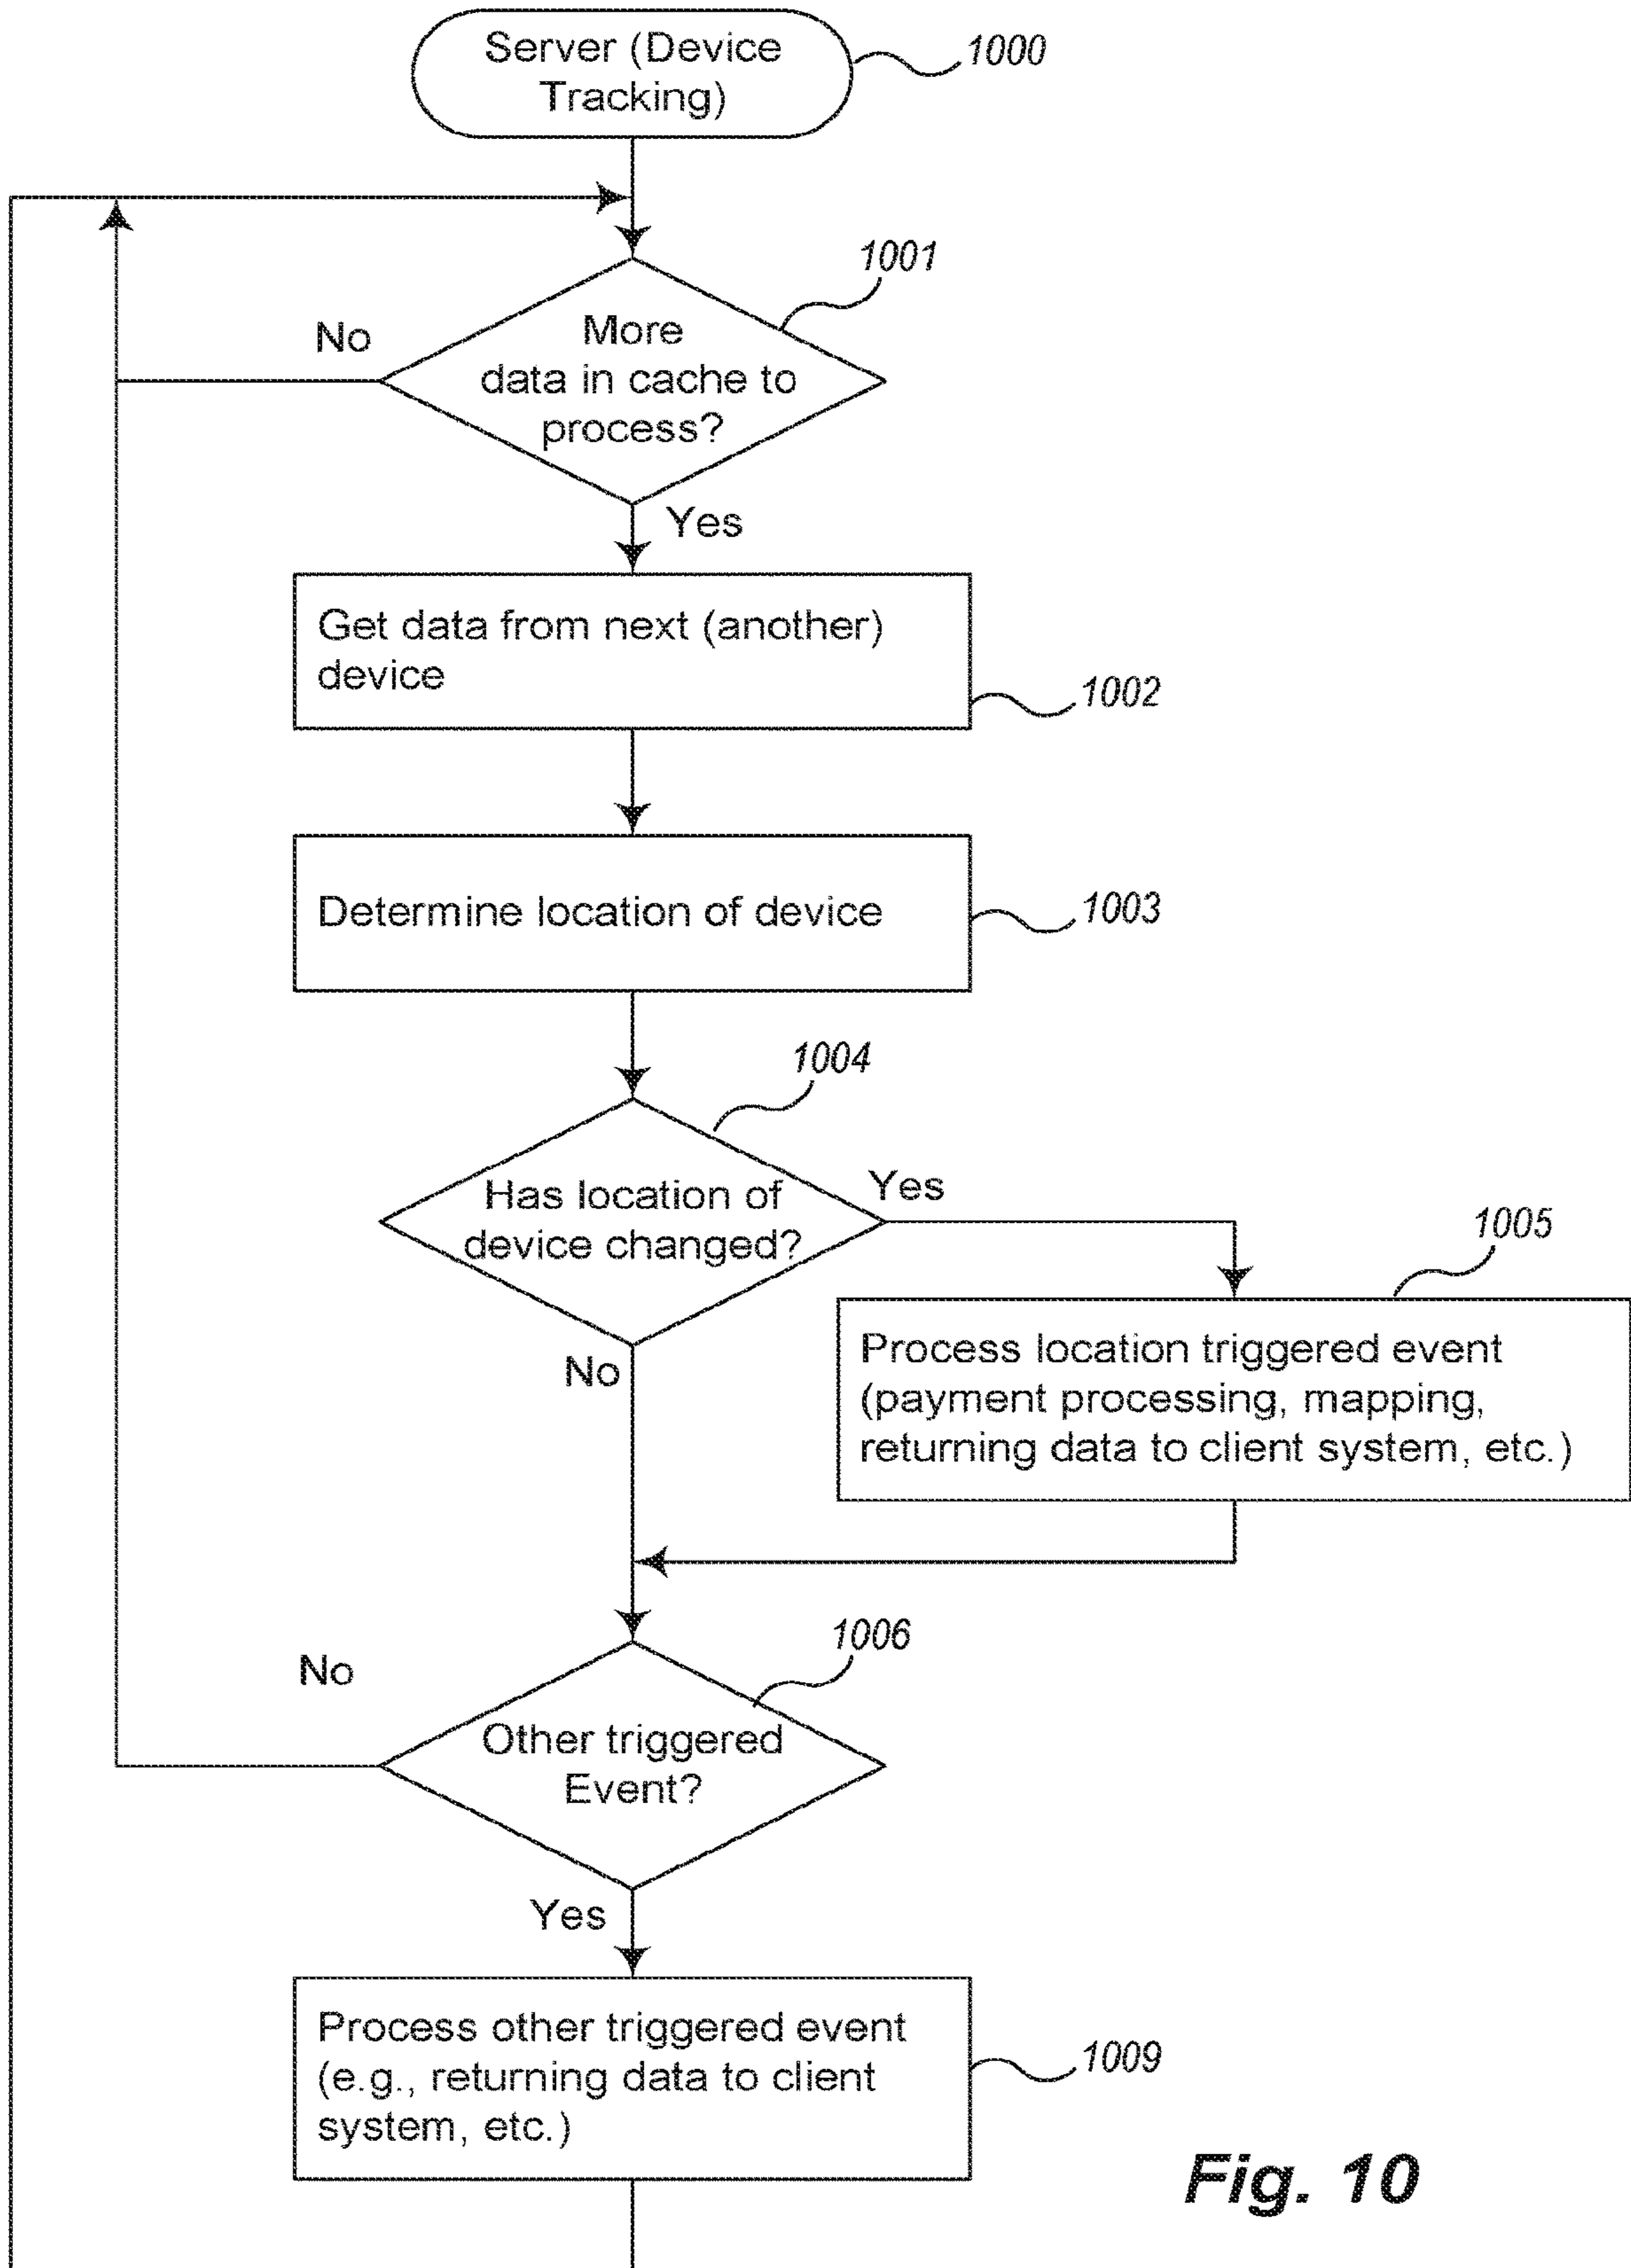 Server (Device
Tracking)
1000
1001
No
More
data in cache to
process?
Yes
Get data from next (another)
device
1002
Determine location of device
1003
1004
Has location of
device changed?
Yes
1005
No
Process location triggered event
(payment processing, mapping,
returning data to client system, etc.)
1006
No
Other triggered
Event?
Yes
Process other triggered event
(e.g., returning data to client
system, etc.)
1009
Fig. 10